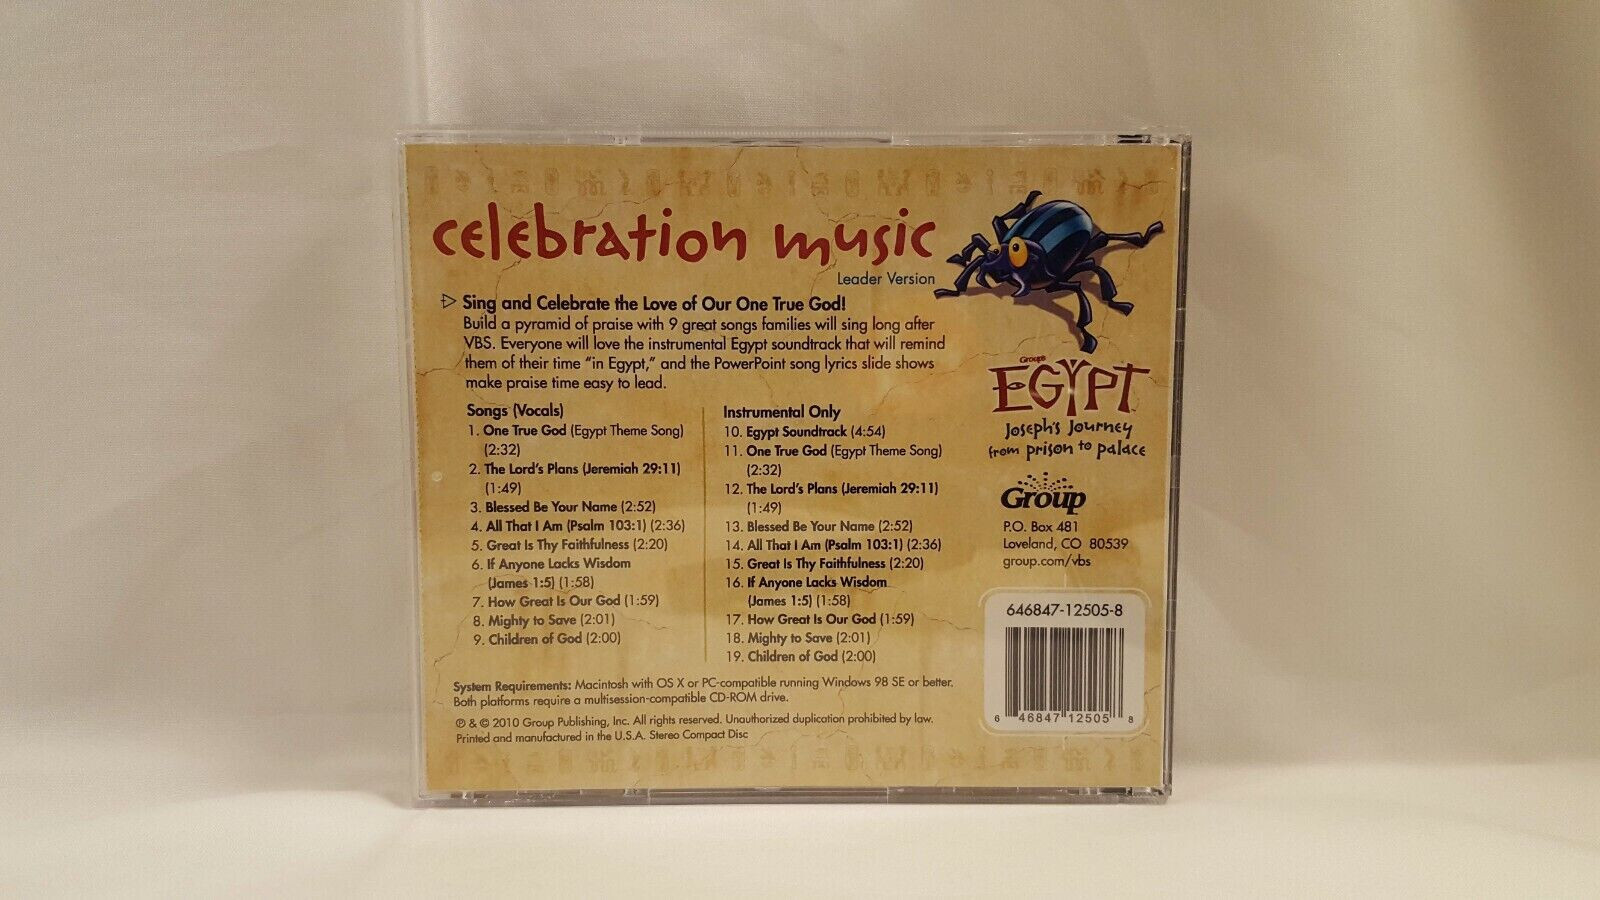 celebration music
Leader Version
Sing and Celebrate the Love of Our One True God!
Build a pyramid of praise with 9 great songs families will sing long after
VBS. Everyone will love the instrumental Egypt soundtrack that will remind
them of their time “in Egypt,” and the PowerPoint song lyrics slide shows
make praise time easy to lead.
Songs (Vocals)
1. One True God (Egypt Theme Song)
(2:32)
2. The Lord's Plans (Jeremiah 29:11)
(1:49)
3. Blessed Be Your Name (2:52)
4. All That I Am (Psalm 103:1) (2:36)
5. Great Is Thy Faithfulness (2:20)
6. If Anyone Lacks Wisdom
(James 1:5) (1:58)
7. How Great Is Our God (1:59)
8. Mighty to Save (2:01)
9. Children of God (2:00)
Instrumental Only
10. Egypt Soundtrack (4:54)
11. One True God (Egypt Theme Song)
(2:32)
12. The Lord's Plans (Jeremiah 29:11)
(1:49)
13. Blessed Be Your Name (2:52)
14. All That I Am (Psalm 103:1) (2:36)
15. Great Is Thy Faithfulness (2:20)
16. If Anyone Lacks Wisdom
(James 1:5) (1:58)
17. How Great Is Our God (1:59)
18. Mighty to Save (2:01)
19. Children of God (2:00)
System Requirements: Macintosh with OS X or PC-compatible running Windows 98 SE or better.
Both platforms require a multisession-compatible CD-ROM drive.
℗ & © 2010 Group Publishing, Inc. All rights reserved. Unauthorized duplication prohibited by law.
Printed and manufactured in the U.S.A. Stereo Compact Disc
Group's
EGYPT
Joseph's Journey
from prison to palace
Group
P.O. Box 481
Loveland, CO 80539
group.com/vbs
646847-12505-8
6 46847 12505 8